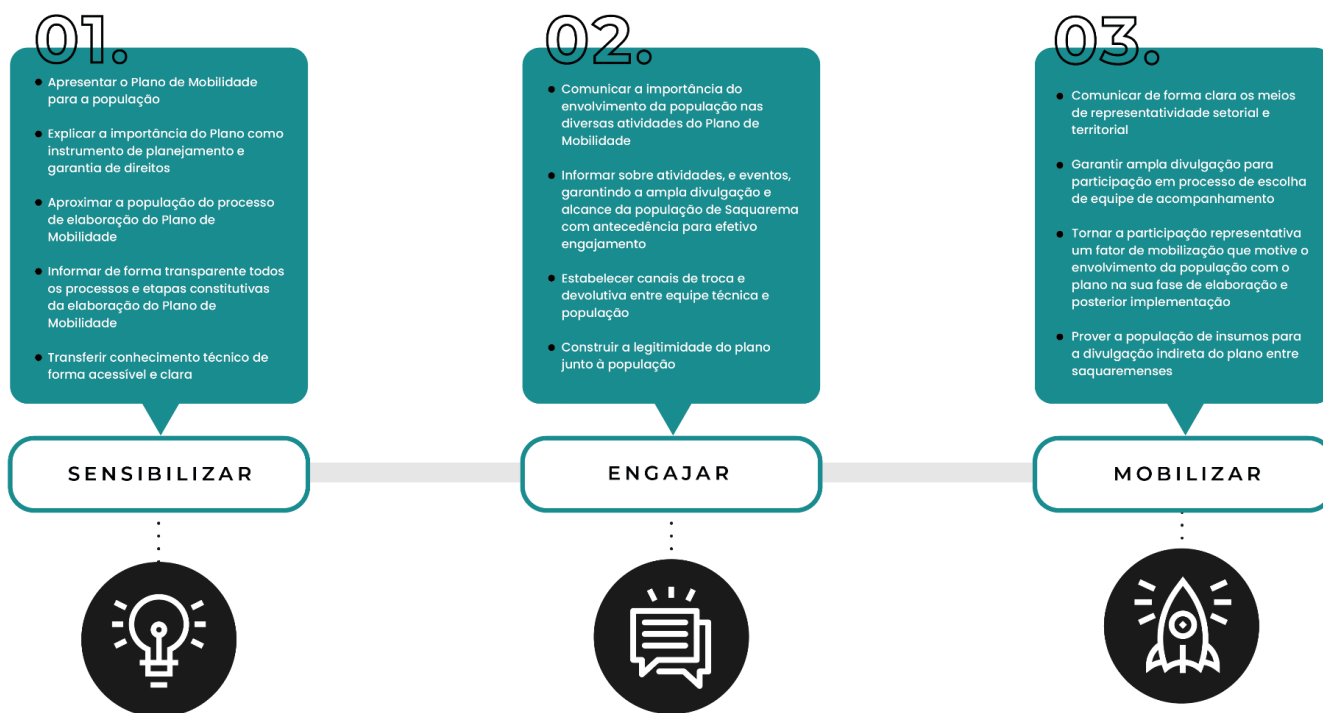 01.
Apresentar o Plano de Mobilidade
para a população
Explicar a importância do Plano como
instrumento de planejamento e
garantia de direitos
Aproximar a população do processo
de elaboração do Plano de
Mobilidade
Informar de forma transparente todos
os processos e etapas constitutivas
da elaboração do Plano de
Mobilidade
Transferir conhecimento técnico de
forma acessível e clara
SENSIBILIZAR
02.
Comunicar a importância do
envolvimento da população nas
diversas atividades do Plano de
Mobilidade
Informar sobre atividades, e eventos,
garantindo a ampla divulgação e
alcance da população de Saquarema
com antecedência para efetivo
engajamento
Estabelecer canais de troca e
devolutiva entre equipe técnica e
população
Construir a legitimidade do plano
junto à população
ENGAJAR
03.
Comunicar de forma clara os meios
de representatividade setorial e
territorial
Garantir ampla divulgação para
participação em processo de escolha
de equipe de acompanhamento
Tornar a participação representativa
um fator de mobilização que motive o
envolvimento da população com o
plano na sua fase de elaboração e
posterior implementação
Prover a população de insumos para
a divulgação indireta do plano entre
saquaremenses
MOBILIZAR